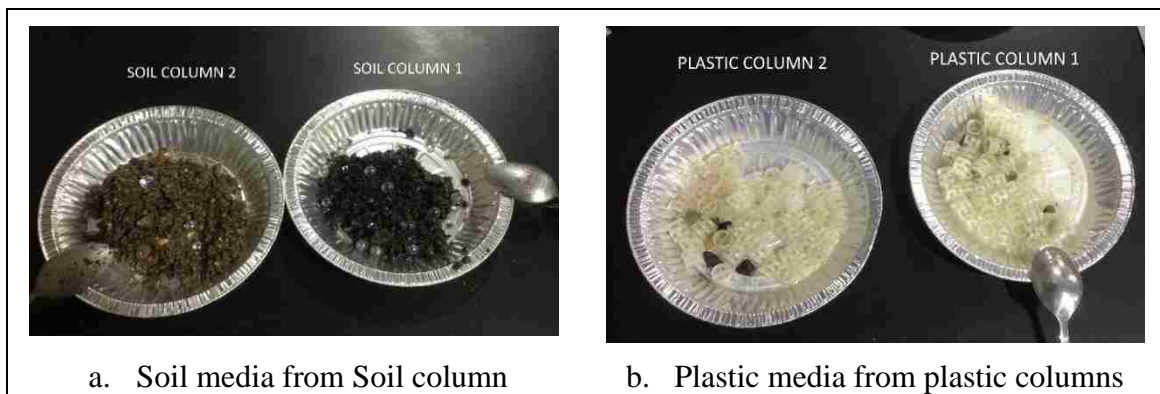 SOIL COLUMN 2
SOIL COLUMN 1
PLASTIC COLUMN 2
PLASTIC COLUMN 1
a. Soil media from Soil column
b. Plastic media from plastic columns